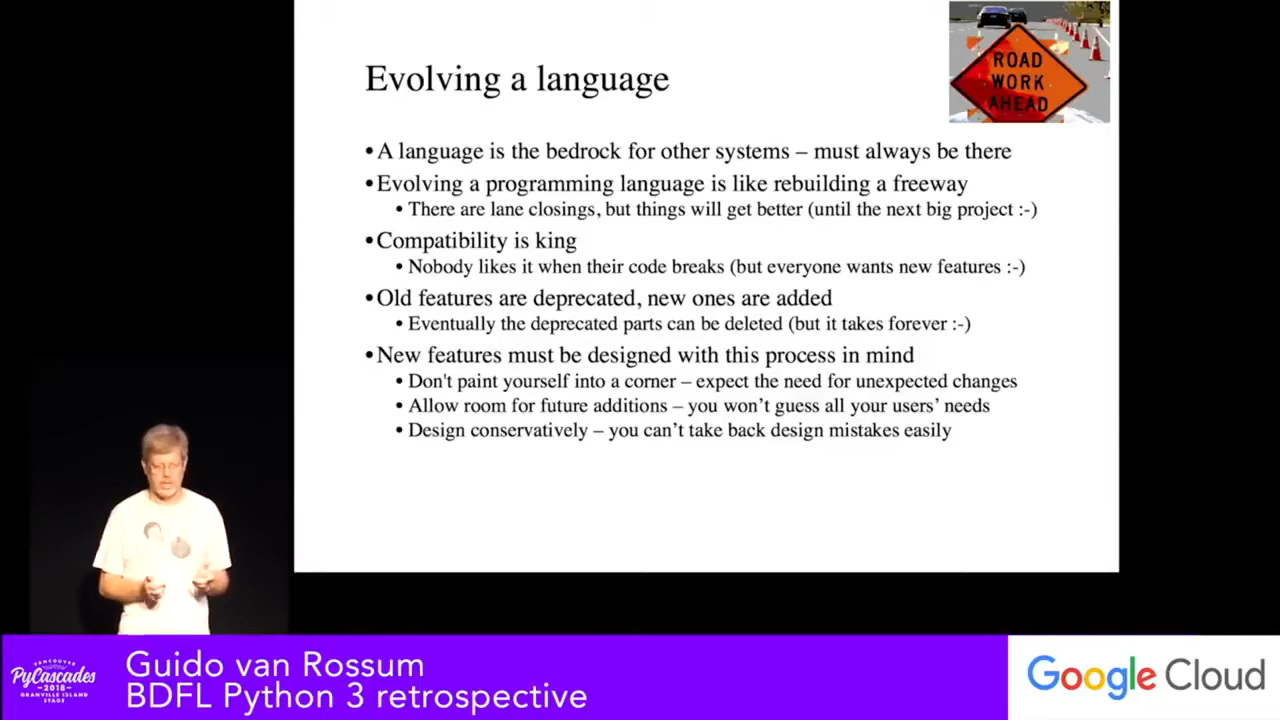 Evolving a language
ROAD
WORK
AHEAD
•A language is the bedrock for other systems – must always be there
•Evolving a programming language is like rebuilding a freeway
• There are lane closings, but things will get better (until the next big project :-)
•Compatibility is king
• Nobody likes it when their code breaks (but everyone wants new features :-)
•Old features are deprecated, new ones are added
• Eventually the deprecated parts can be deleted (but it takes forever :-)
•New features must be designed with this process in mind
• Don't paint yourself into a corner – expect the need for unexpected changes
• Allow room for future additions – you won’t guess all your users’ needs
• Design conservatively – you can’t take back design mistakes easily
VANCOUVER
PyCascades
-2018-
GRANVILLE ISLAND
STAGE
Guido van Rossum
BDFL Python 3 retrospective
Google Cloud